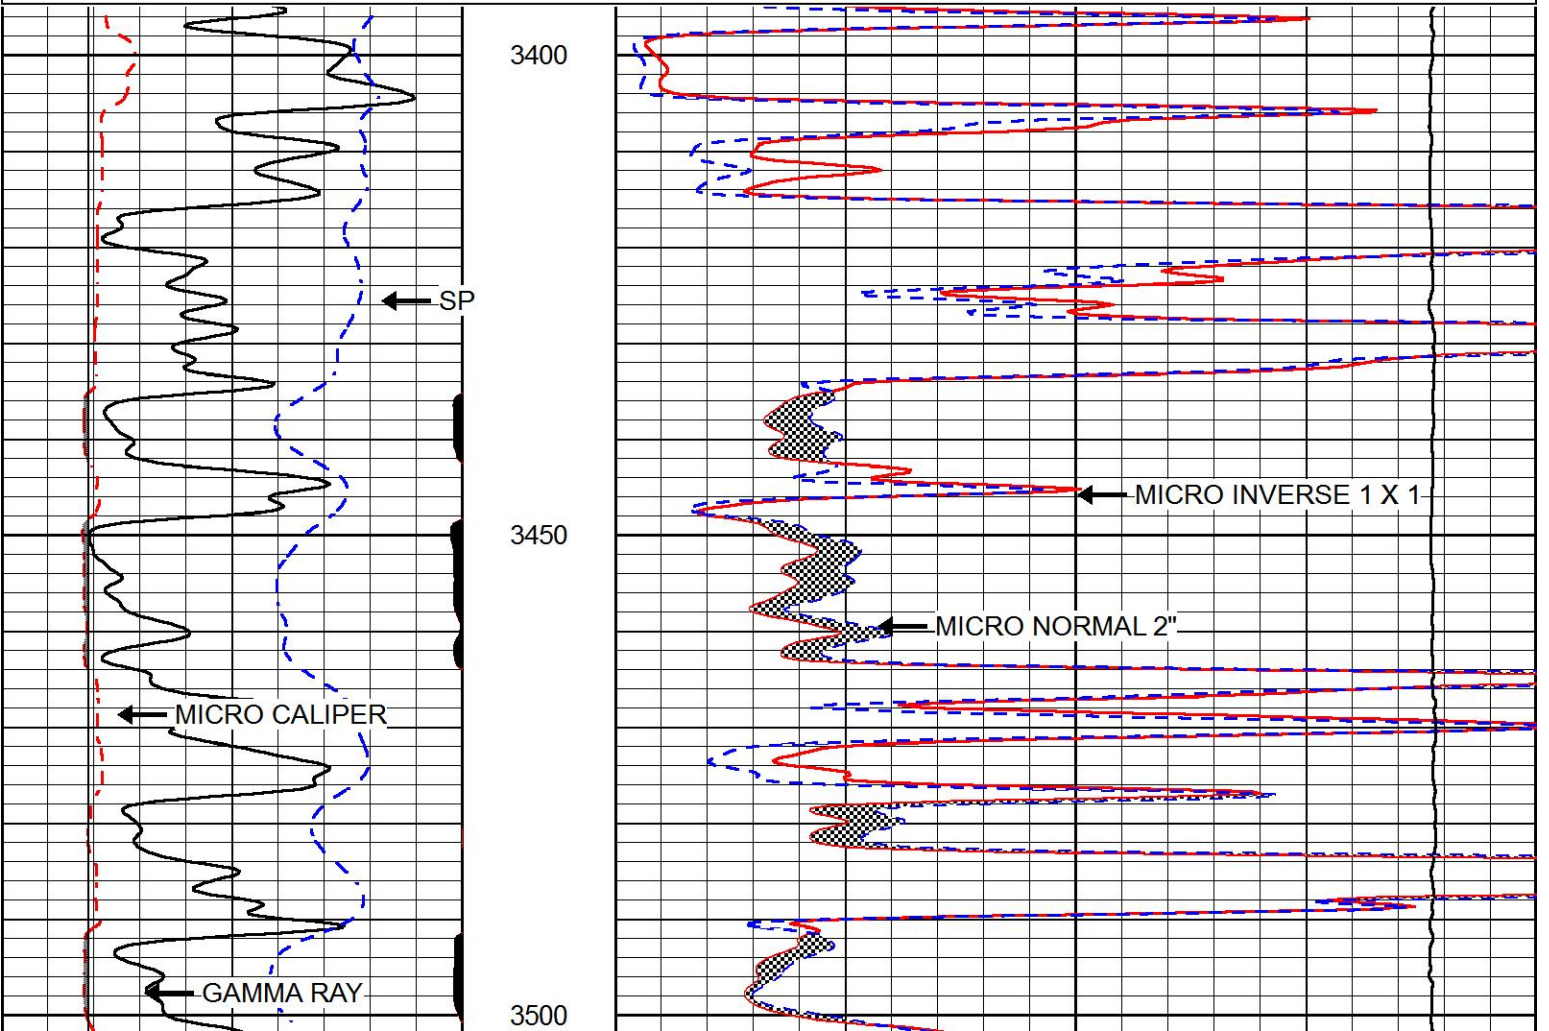 3400
SP
MICRO INVERSE 1 X 1
3450
MICRO NORMAL 2"
MICRO CALIPER
GAMMA RAY
3500